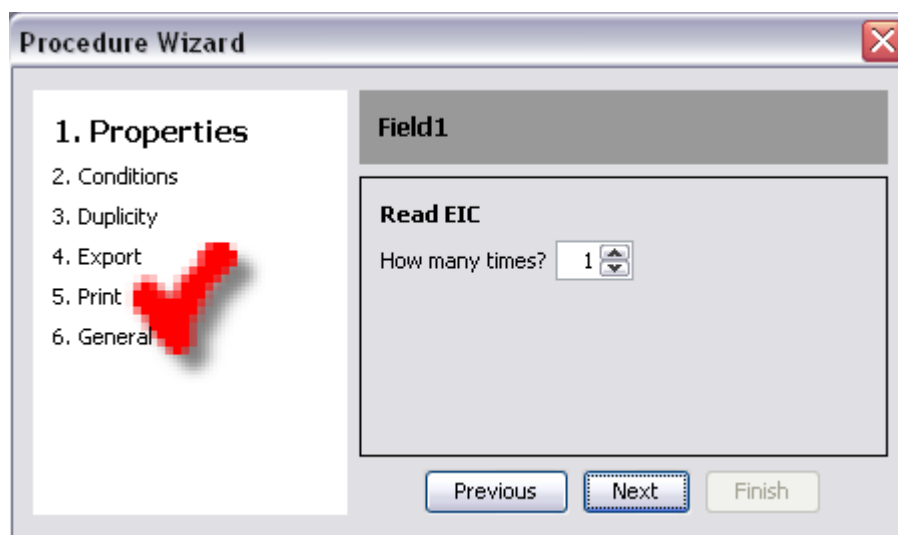 Procedure Wizard
1. Properties
2. Conditions
3. Duplicity
4. Export
5. Print
6. General
Field1
Read EIC
How many times? 1
Previous Next Finish